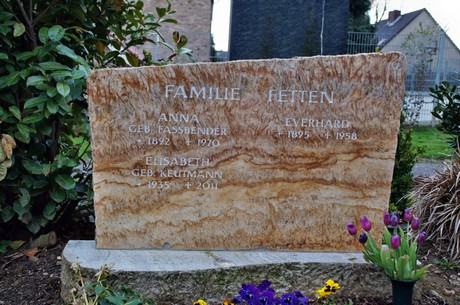 FAMILIE FETTEN
ANNA
GEB. FASSBENDER
* 1892 + 1970
EVERHARD
* 1895 + 1958
ELISABETH
GEB. KEUTMANN
* 1935 + 2011